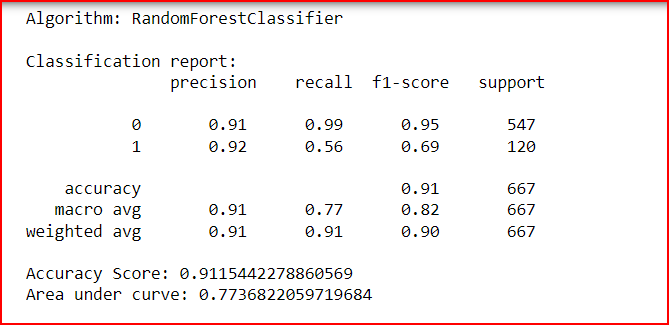 Algorithm: RandomForestClassifier
Classification report:
precision recall f1-score support
0 0.91 0.99 0.95 547
1 0.92 0.56 0.69 120
accuracy 0.91 667
macro avg 0.91 0.77 0.82 667
weighted avg 0.91 0.91 0.90 667
Accuracy Score: 0.9115442278860569
Area under curve: 0.7736822059719684